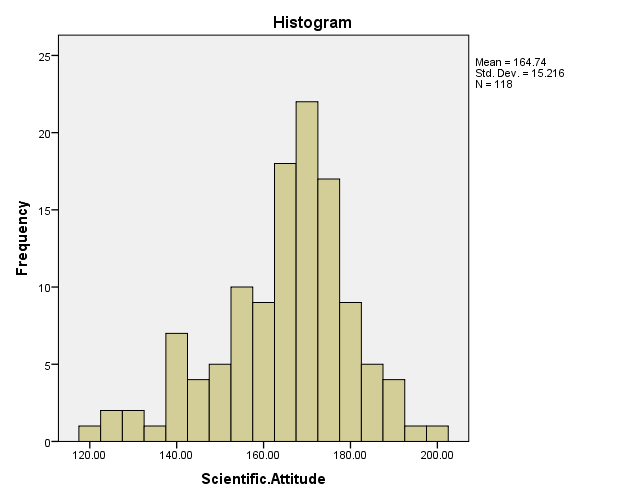 Histogram
Mean = 164.74
Std. Dev. = 15.216
N = 118
25
20
15
10
5
0
Frequency
120.00 140.00 160.00 180.00 200.00
Scientific.Attitude